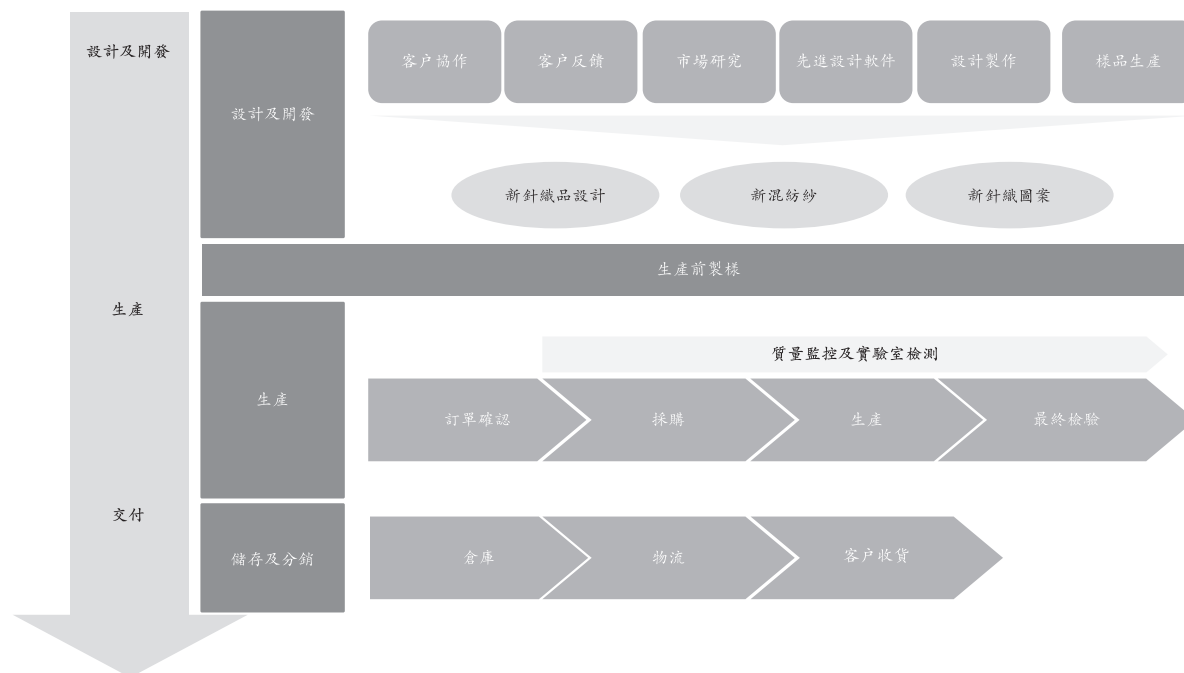 設計及開發
設計及開發
客户協作
客户反饋
市場研究
先進設計軟件
設計製作
樣品生產
新針織品設計
新混紡紗
新針織圖案
生產前製樣
生產
生產
質量監控及實驗室檢測
訂單確認
採購
生產
最終檢驗
交付
儲存及分銷
倉庫
物流
客户收貨